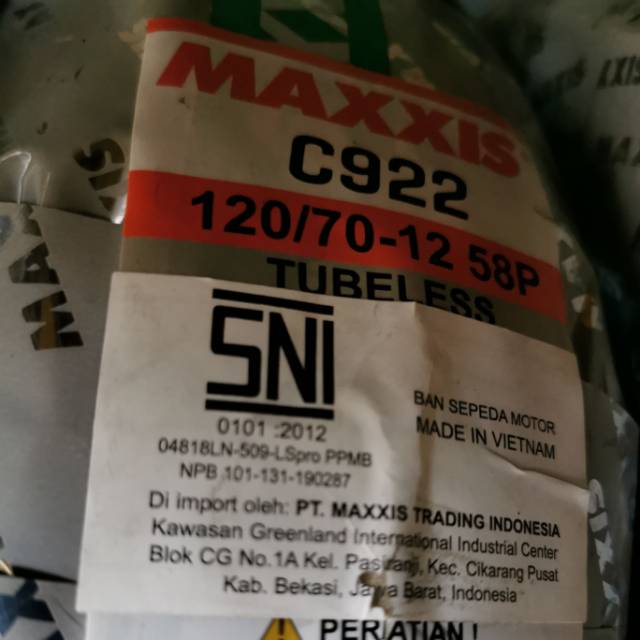 MAXXIS
C922
120/70-12 58P
TUBELESS
SNI
0101 :2012
04818LN-509-LSpro PPMB
NPB 101-131-190287
BAN SEPEDA MOTOR
MADE IN VIETNAM
Di import oleh: PT. MAXXIS TRADING INDONESIA
Kawasan Greenland International Industrial Center
Blok CG No.1A Kel. Pasiranji, Kec. Cikarang Pusat
Kab. Bekasi, Jawa Barat, Indonesia
PERHATIAN !